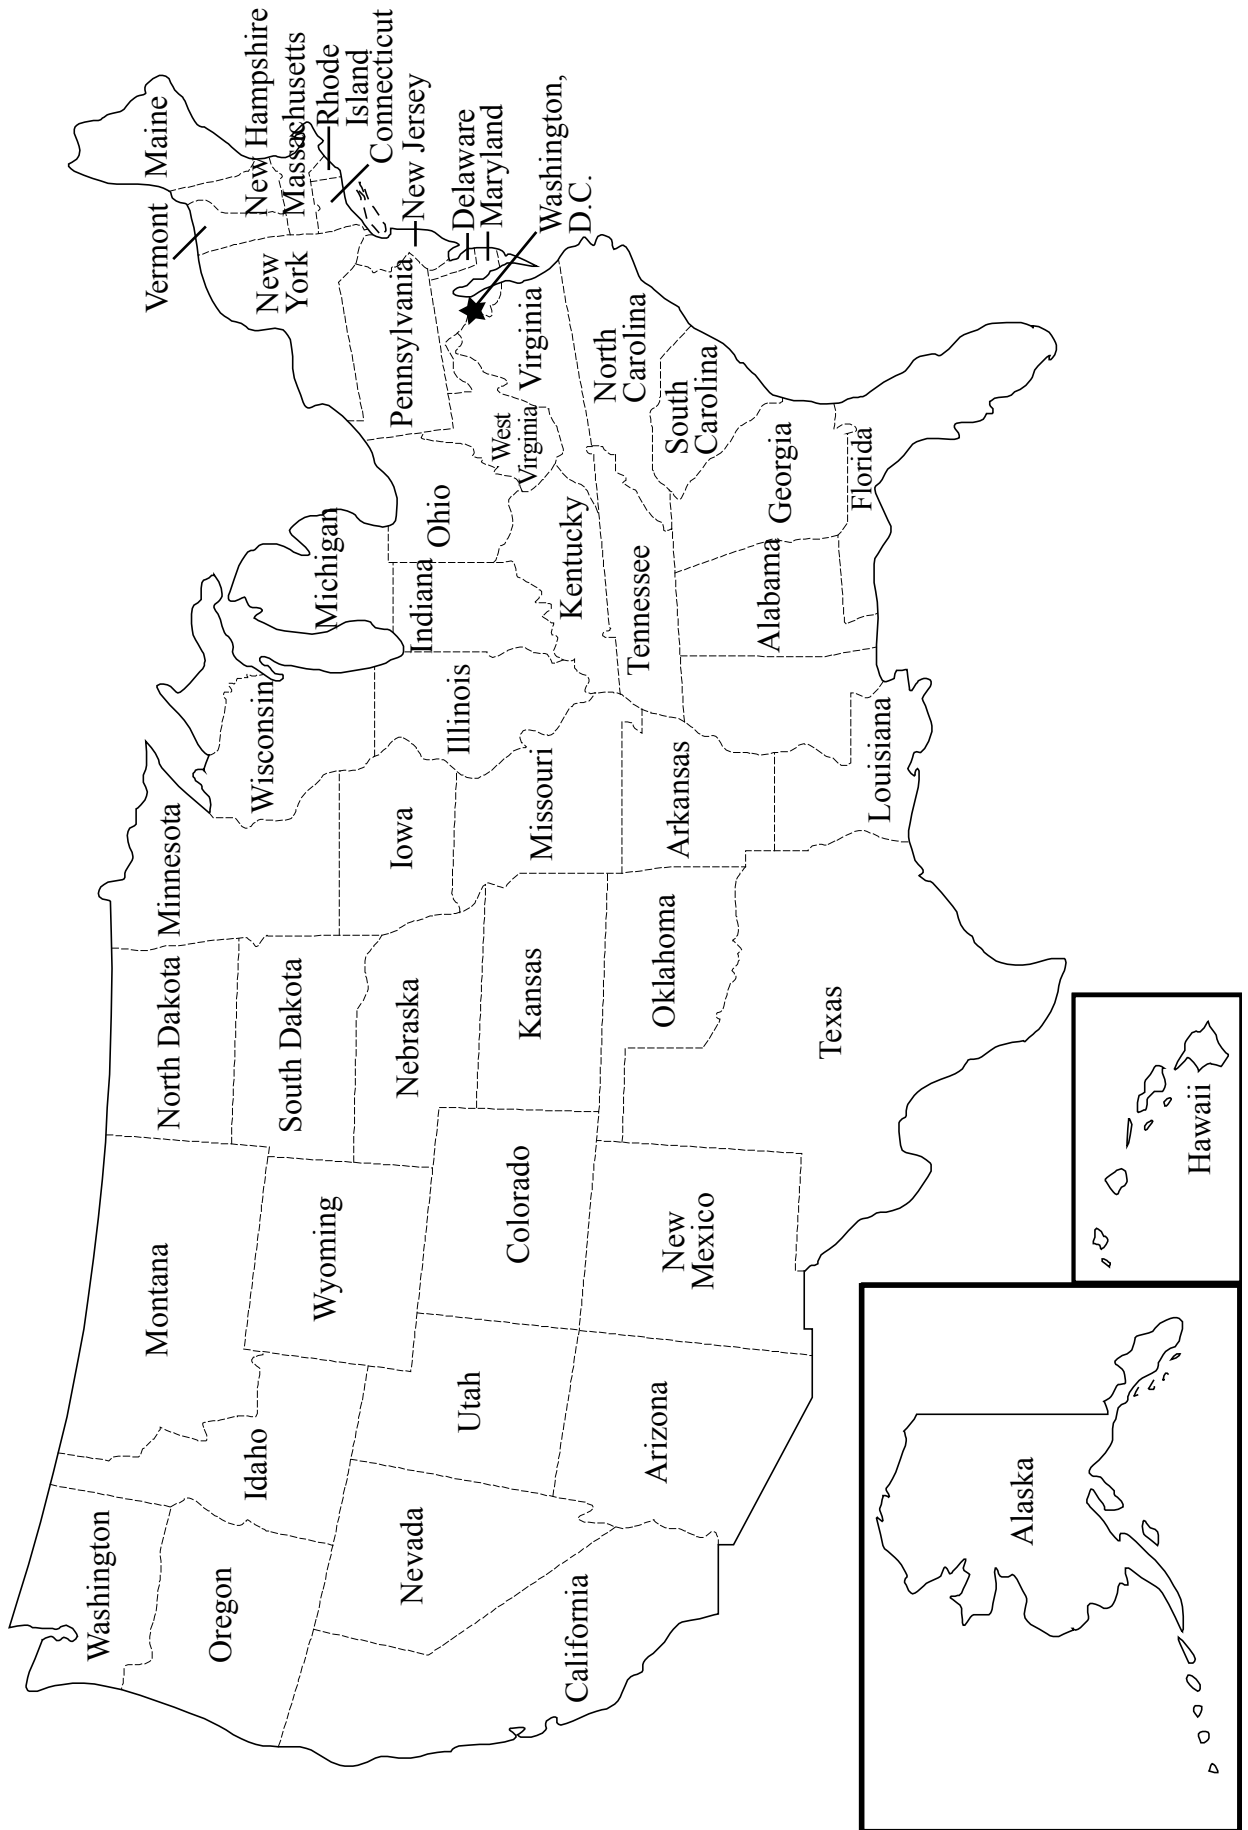 Washington
Oregon
California
Nevada
Idaho
Montana
Wyoming
Utah
Colorado
Arizona
New
Mexico
North Dakota
South Dakota
Nebraska
Kansas
Oklahoma
Texas
Minnesota
Iowa
Missouri
Arkansas
Louisiana
Wisconsin
Illinois
Michigan
Indiana
Ohio
Kentucky
Tennessee
Alabama
Georgia
Florida
South
Carolina
North
Carolina
Virginia
West
Virginia
Pennsylvania
New
York
Vermont
Maine
New Hampshire
Massachusetts
Rhode
Island
Connecticut
New Jersey
Delaware
Maryland
Washington,
D.C.
Alaska
Hawaii